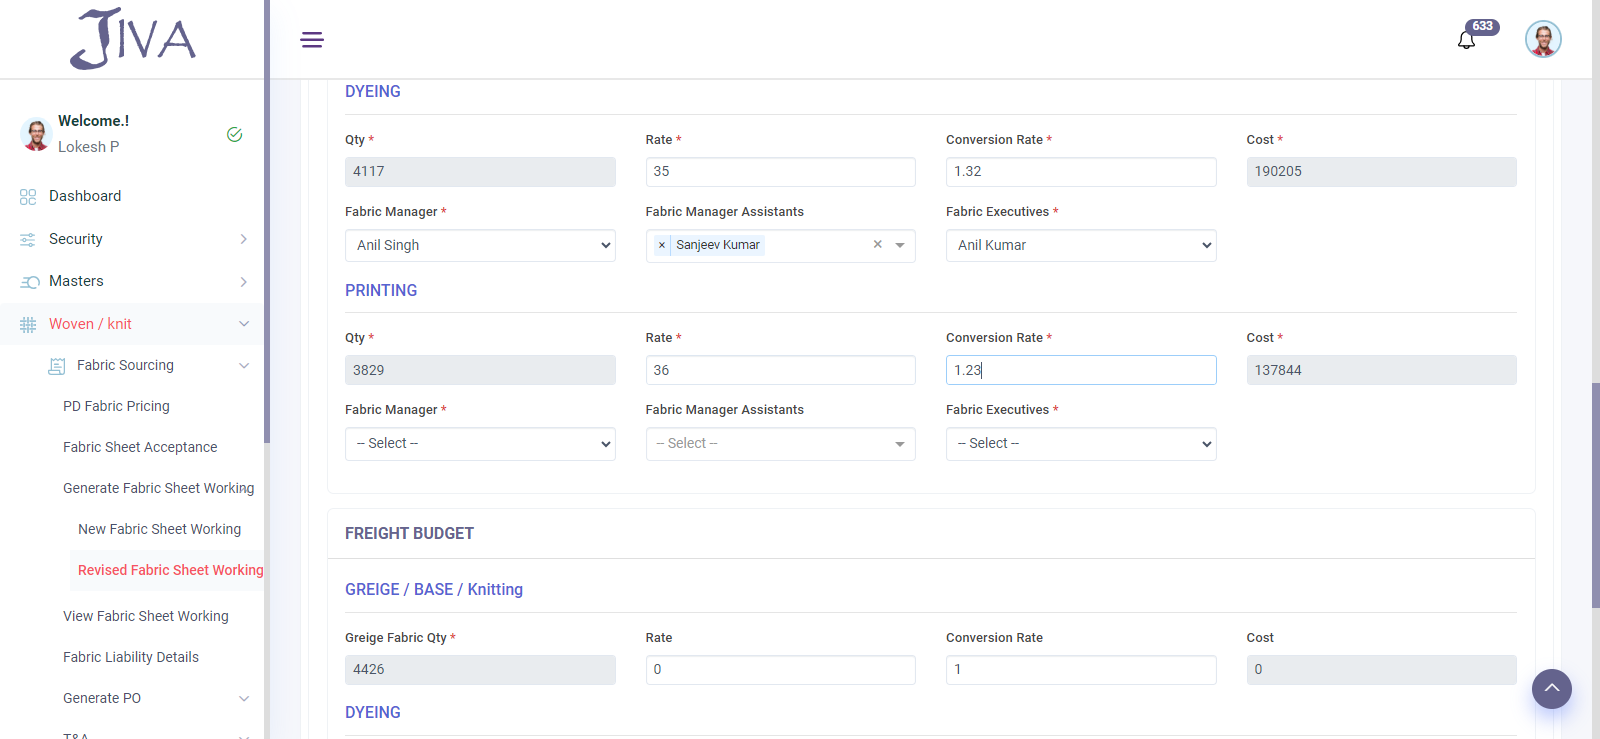 JIVA
633
Welcome.!
Lokesh P
Dashboard
Security
Masters
Woven / knit
Fabric Sourcing
PD Fabric Pricing
Fabric Sheet Acceptance
Generate Fabric Sheet Working
New Fabric Sheet Working
Revised Fabric Sheet Working
View Fabric Sheet Working
Fabric Liability Details
Generate PO
T&A
DYEING
Qty * Rate * Conversion Rate * Cost *
4117 35 1.32 190205
Fabric Manager * Fabric Manager Assistants Fabric Executives *
Anil Singh × Sanjeev Kumar × Anil Kumar
PRINTING
Qty * Rate * Conversion Rate * Cost *
3829 36 1.23 137844
Fabric Manager * Fabric Manager Assistants Fabric Executives *
-- Select -- -- Select -- -- Select --
FREIGHT BUDGET
GREIGE / BASE / Knitting
Greige Fabric Qty * Rate Conversion Rate Cost
4426 0 1 0
DYEING